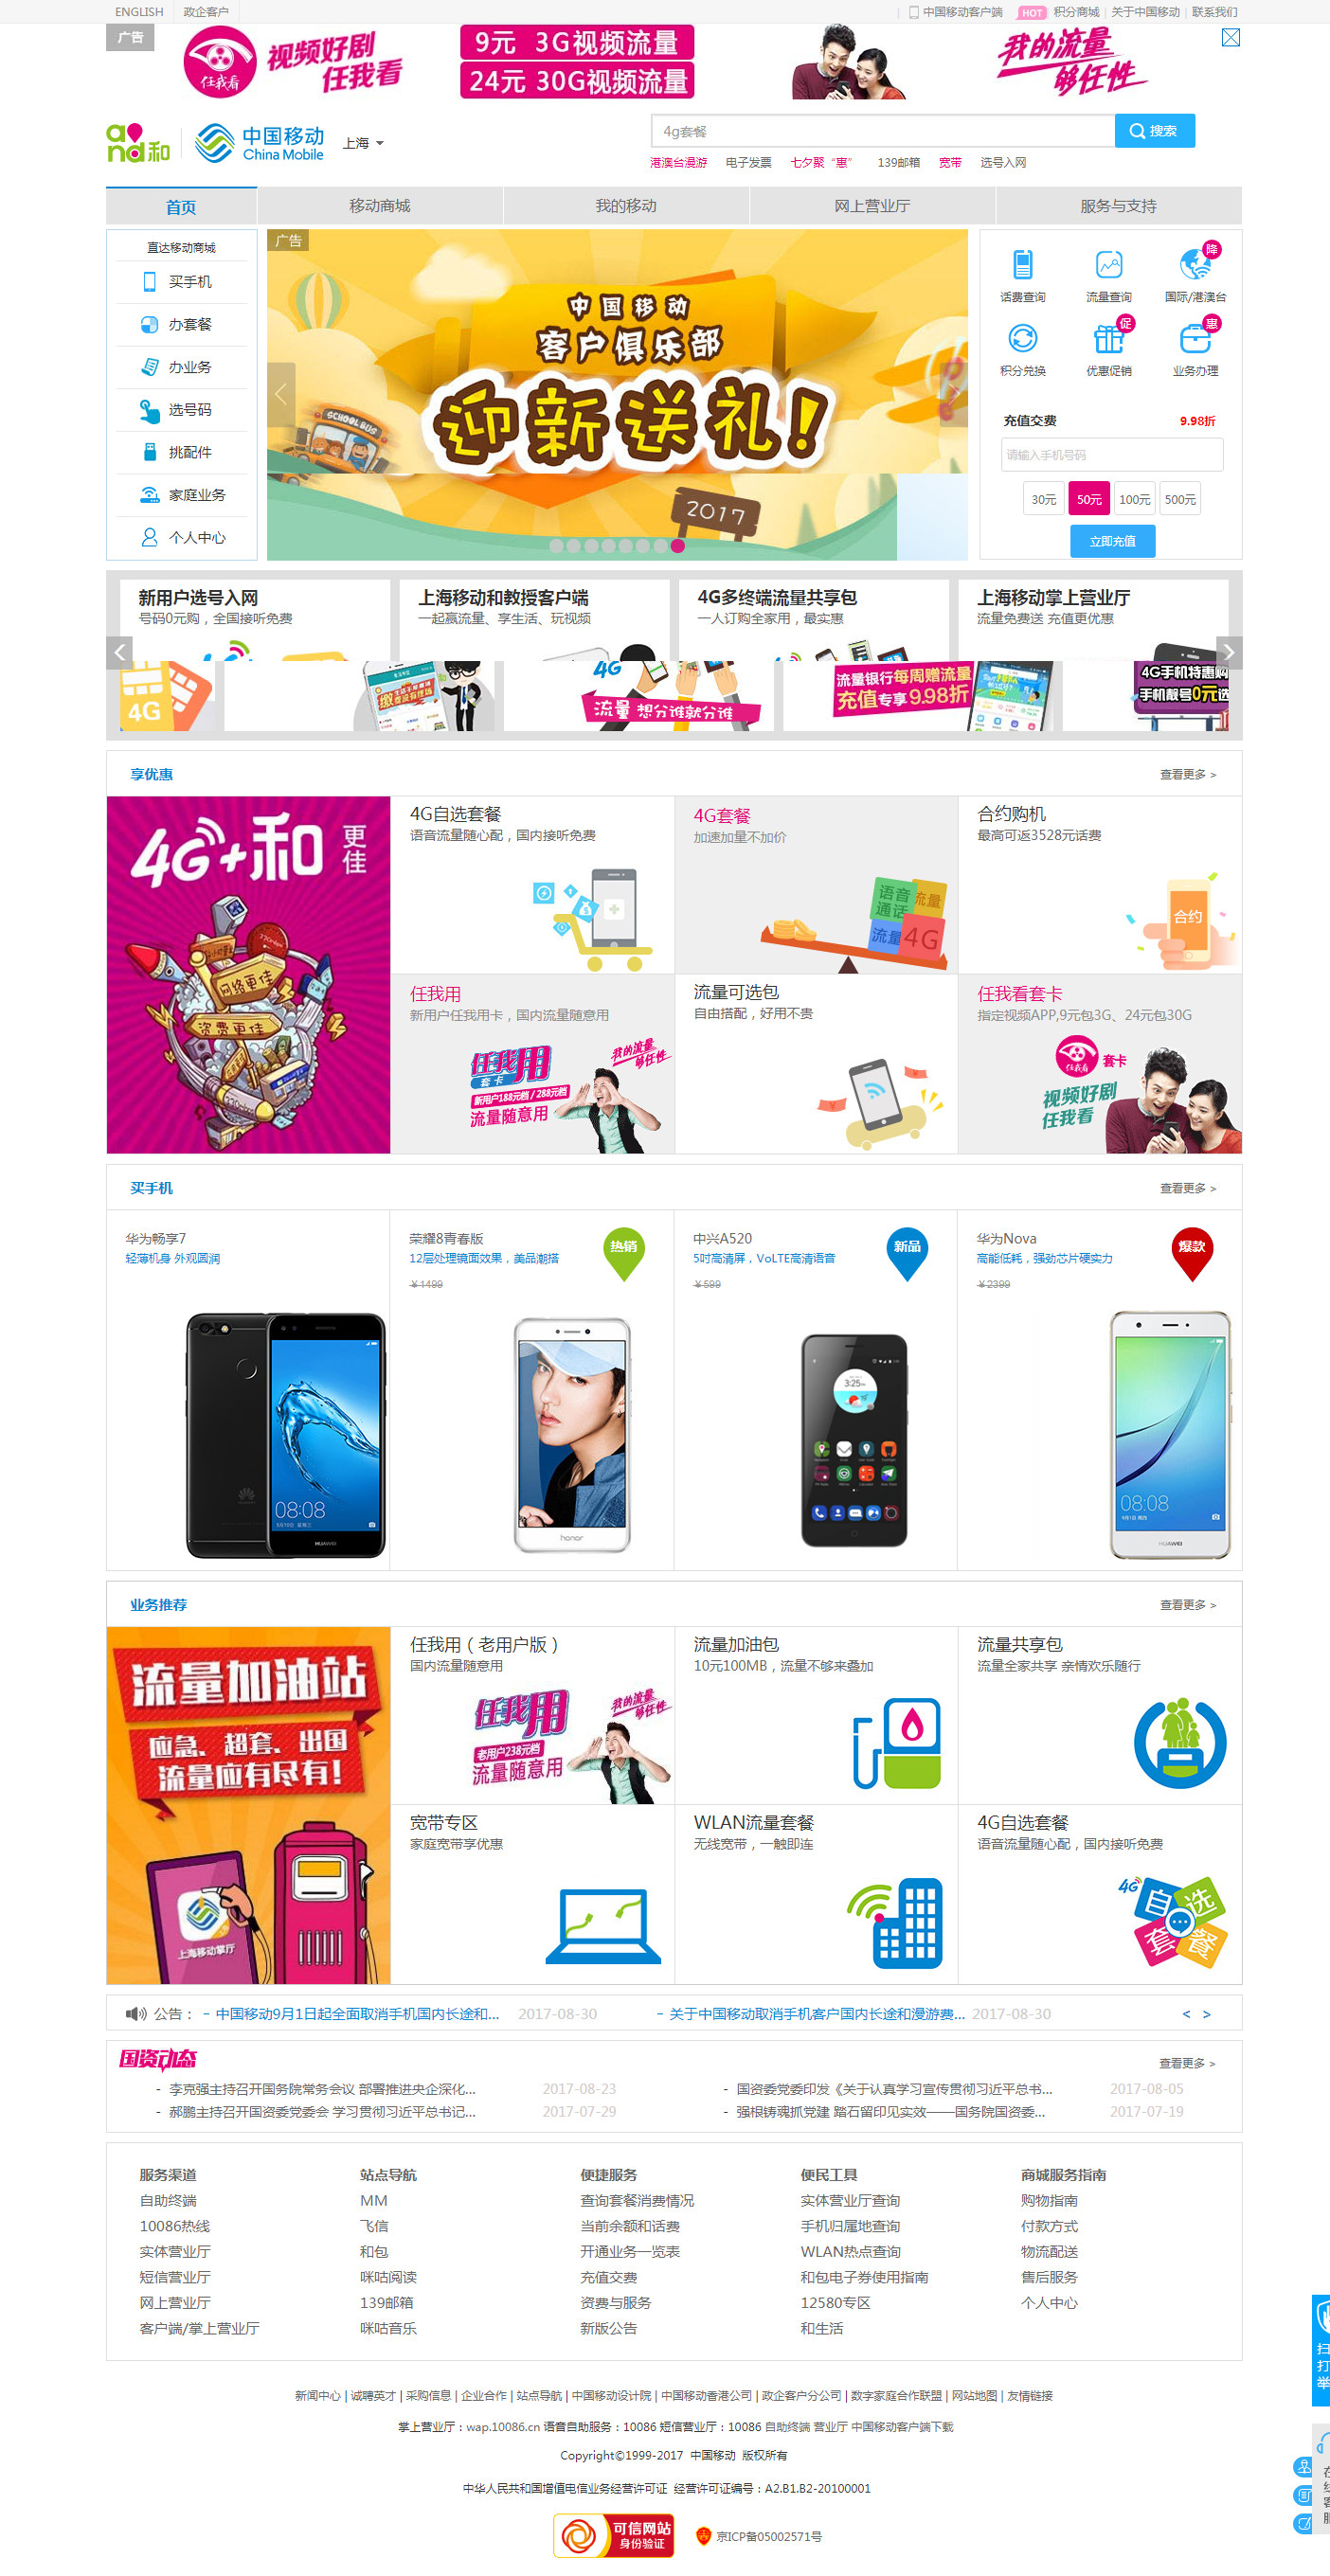 ENGLISH 政企客户 中国移动客户端 HOT 积分商城 | 关于中国移动 | 联系我们
广告
任我看 视频好剧 任我看
9元 3G视频流量
24元 30G视频流量
我的流量 够任性
and和 中国移动 China Mobile 上海
4g套餐 搜索
港澳台漫游 电子发票 七夕聚“惠” 139邮箱 宽带 选号入网
首页 移动商城 我的移动 网上营业厅 服务与支持
直达移动商城
买手机
办套餐
办业务
选号码
挑配件
家庭业务
个人中心
广告
中国移动
客户俱乐部
迎新送礼!
SCHOOL BUS
2017
话费查询 流量查询 国际/港澳台 降
积分兑换 优惠促销 促 业务办理 惠
充值交费 9.98折
请输入手机号码
30元 50元 100元 500元
立即充值
新用户选号入网
号码0元购，全国接听免费
上海移动和教授客户端
一起赢流量、享生活、玩视频
4G多终端流量共享包
一人订购全家用，最实惠
上海移动掌上营业厅
流量免费送 充值更优惠
4G
4G
流量 想分谁就分谁
流量银行每周赠流量
充值专享9.98折
4G手机特惠购
手机靓号0元选
享优惠 查看更多 >
4G+和 更佳
网络更佳
资费更佳
4G自选套餐
语音流量随心配，国内接听免费
4G套餐
加速加量不加价
语音通话 流量 流量 4G
合约购机
最高可返3528元话费
合约
任我用
新用户任我用卡，国内流量随意用
任我用 套卡
我的流量 够任性
新用户188元档/288元档
流量随意用
流量可选包
自由搭配，好用不贵
任我看套卡
指定视频APP,9元包3G、24元包30G
任我看 套卡
视频好剧 任我看
买手机 查看更多 >
华为畅享7
轻薄机身 外观圆润
08:08
HUAWEI
荣耀8青春版
12层处理镜面效果，美品潮搭
¥1499
热销
honor
中兴A520
5吋高清屏，VoLTE高清语音
¥599
新品
3:25
华为Nova
高能低耗，强劲芯片硬实力
¥2399
爆款
08:08
HUAWEI
业务推荐 查看更多 >
流量加油站
应急、超套、出国
流量应有尽有!
上海移动掌厅
任我用（老用户版）
国内流量随意用
任我用
我的流量 够任性
老用户238元档
流量随意用
流量加油包
10元100MB，流量不够来叠加
流量共享包
流量全家共享 亲情欢乐随行
宽带专区
家庭宽带享优惠
WLAN流量套餐
无线宽带，一触即连
4G自选套餐
语音流量随心配，国内接听免费
4G 自选套餐
公告： - 中国移动9月1日起全面取消手机国内长途和... 2017-08-30 - 关于中国移动取消手机客户国内长途和漫游费... 2017-08-30 < >
国资动态 查看更多 >
- 李克强主持召开国务院常务会议 部署推进央企深化... 2017-08-23 - 国资委党委印发《关于认真学习宣传贯彻习近平总书... 2017-08-05
- 郝鹏主持召开国资委党委会 学习贯彻习近平总书记... 2017-07-29 - 强根铸魂抓党建 踏石留印见实效——国务院国资委... 2017-07-19
服务渠道 站点导航 便捷服务 便民工具 商城服务指南
自助终端 MM 查询套餐消费情况 实体营业厅查询 购物指南
10086热线 飞信 当前余额和话费 手机归属地查询 付款方式
实体营业厅 和包 开通业务一览表 WLAN热点查询 物流配送
短信营业厅 咪咕阅读 充值交费 和包电子券使用指南 售后服务
网上营业厅 139邮箱 资费与服务 12580专区 个人中心
客户端/掌上营业厅 咪咕音乐 新版公告 和生活
扫
打
举
新闻中心 | 诚聘英才 | 采购信息 | 企业合作 | 站点导航 | 中国移动设计院 | 中国移动香港公司 | 政企客户分公司 | 数字家庭合作联盟 | 网站地图 | 友情链接
掌上营业厅：wap.10086.cn 语音自助服务：10086 短信营业厅：10086 自助终端 营业厅 中国移动客户端下载
Copyright©1999-2017 中国移动 版权所有
中华人民共和国增值电信业务经营许可证 经营许可证编号：A2.B1.B2-20100001
在
线
客
服
可信网站
身份验证
京ICP备05002571号